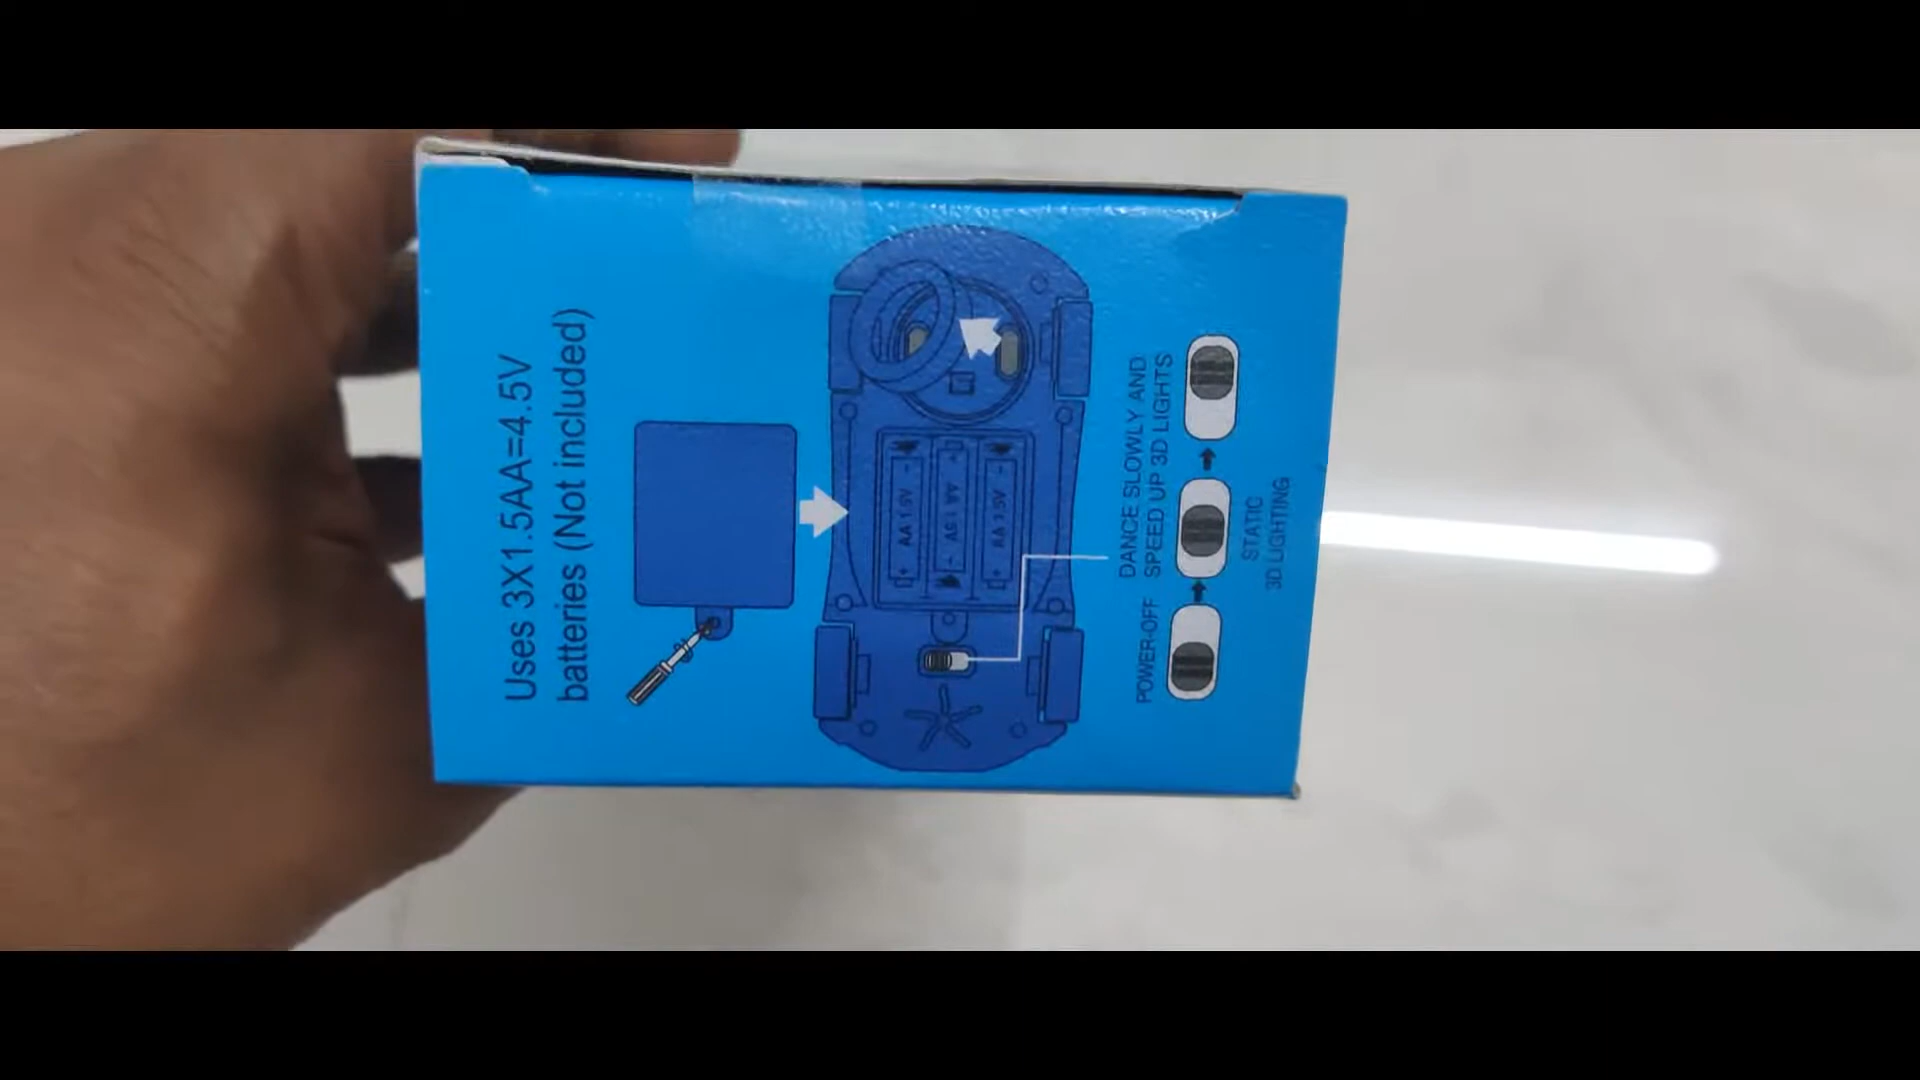 Uses 3X1.5AA=4.5V
batteries (Not included)
+ AA 1.5V -
- AA 1.5V +
+ AA 1.5V -
POWER-OFF
DANCE SLOWLY AND
SPEED UP 3D LIGHTS
STATIC
3D LIGHTING